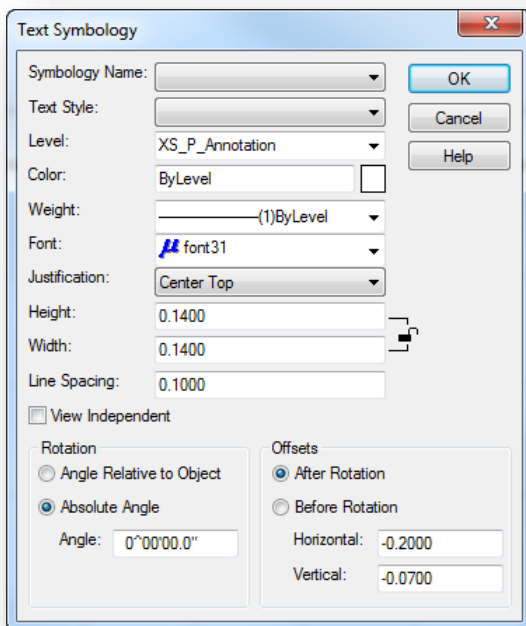 Text Symbology
Symbology Name:
OK
Text Style:
Cancel
Level: XS_P_Annotation
Help
Color: ByLevel
Weight: (1)ByLevel
Font: font31
Justification: Center Top
Height: 0.1400
Width: 0.1400
Line Spacing: 0.1000
View Independent
Rotation
Angle Relative to Object
Absolute Angle
Angle: 0^00'00.0"
Offsets
After Rotation
Before Rotation
Horizontal: -0.2000
Vertical: -0.0700